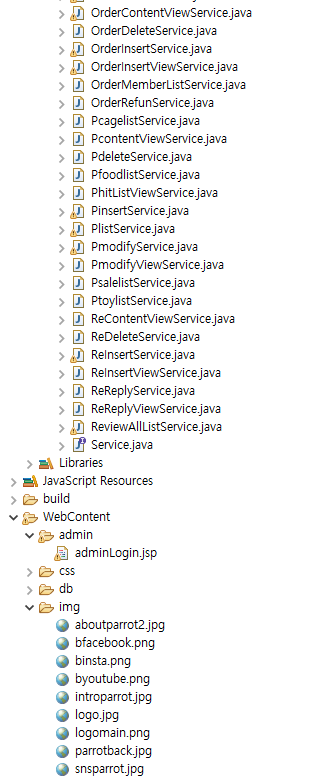 OrderContentViewService.java
OrderDeleteService.java
OrderInsertService.java
OrderInsertViewService.java
OrderMemberListService.java
OrderRefunService.java
PcagelistService.java
PcontentViewService.java
PdeleteService.java
PfoodlistService.java
PhitListViewService.java
PinsertService.java
PlistService.java
PmodifyService.java
PmodifyViewService.java
PsalelistService.java
PtoylistService.java
ReContentViewService.java
ReDeleteService.java
ReInsertService.java
ReInsertViewService.java
ReReplyService.java
ReReplyViewService.java
ReviewAllListService.java
Service.java
Libraries
JavaScript Resources
build
WebContent
admin
adminLogin.jsp
css
db
img
aboutparrot2.jpg
bfacebook.png
binsta.png
byoutube.png
introparrot.jpg
logo.jpg
logomain.png
parrotback.jpg
snsparrot.jpg